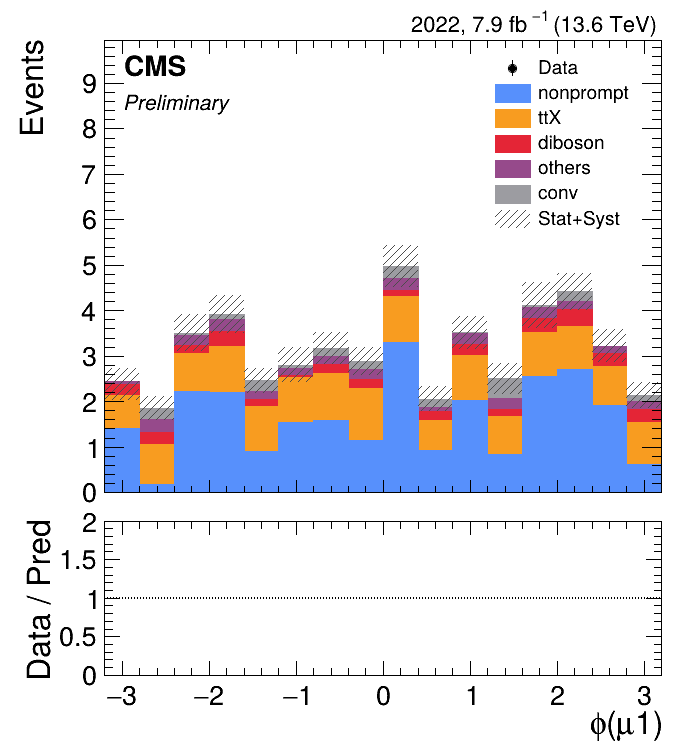 2022, 7.9 fb⁻¹ (13.6 TeV)
CMS
Preliminary
Events
Data
nonprompt
ttX
diboson
others
conv
Stat+Syst
9
8
7
6
5
4
3
2
1
0
Data / Pred
2
1.5
1
0.5
0
−3 −2 −1 0 1 2 3
ϕ(μ1)